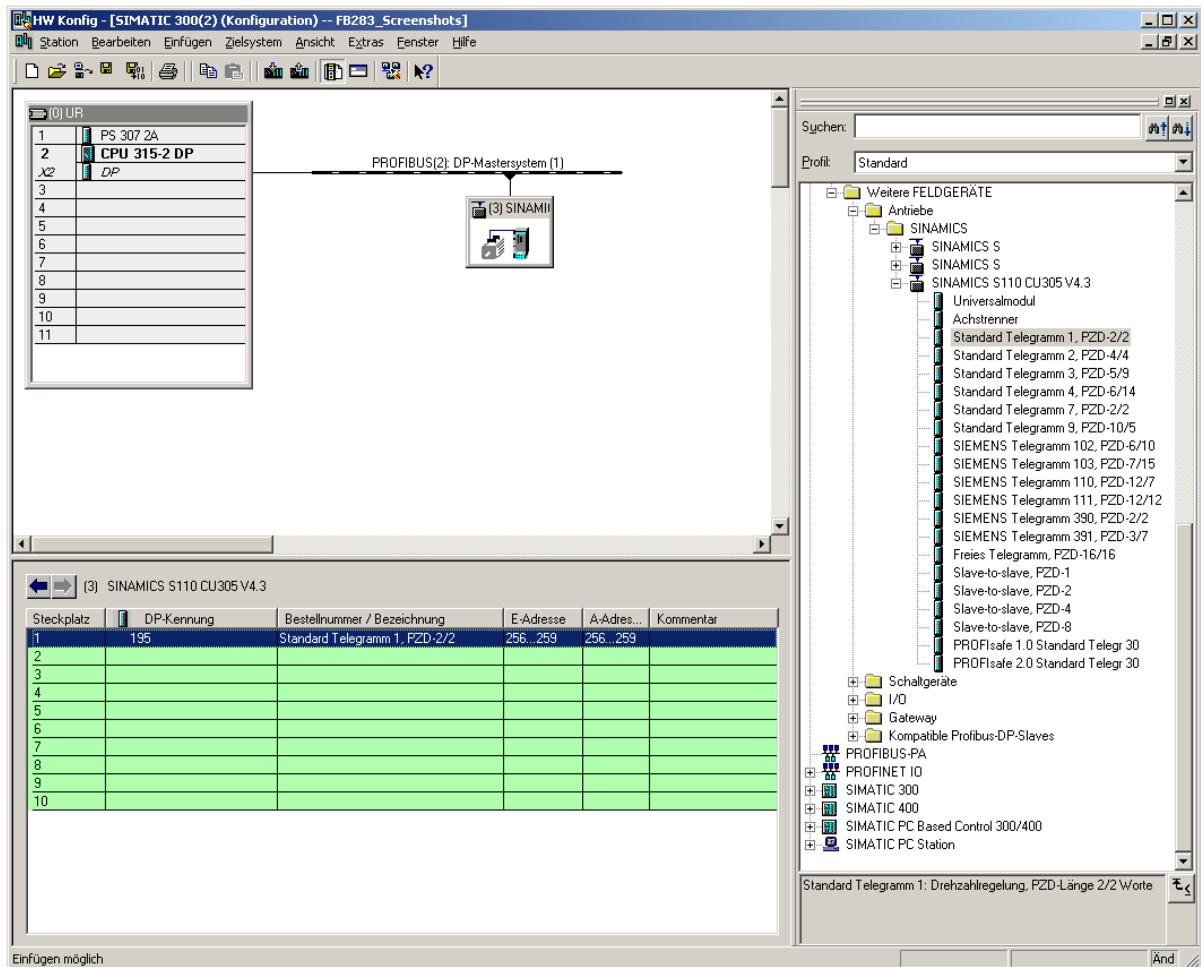 HW Konfig - [SIMATIC 300(2) (Konfiguration) -- FB283_Screenshots]
Station Bearbeiten Einfügen Zielsystem Ansicht Extras Fenster Hilfe
(0) UR
1 PS 307 2A
2 CPU 315-2 DP
X2 DP
3
4
5
6
7
8
9
10
11
PROFIBUS(2): DP-Mastersystem (1)
(3) SINAMI
(3) SINAMICS S110 CU305 V4.3
Steckplatz DP-Kennung Bestellnummer / Bezeichnung E-Adresse A-Adres... Kommentar
1 195 Standard Telegramm 1, PZD-2/2 256...259 256...259
2
3
4
5
6
7
8
9
10
Suchen:
Profil: Standard
Weitere FELDGERÄTE
Antriebe
SINAMICS
SINAMICS S
SINAMICS S
SINAMICS S110 CU305 V4.3
Universalmodul
Achstrenner
Standard Telegramm 1, PZD-2/2
Standard Telegramm 2, PZD-4/4
Standard Telegramm 3, PZD-5/9
Standard Telegramm 4, PZD-6/14
Standard Telegramm 7, PZD-2/2
Standard Telegramm 9, PZD-10/5
SIEMENS Telegramm 102, PZD-6/10
SIEMENS Telegramm 103, PZD-7/15
SIEMENS Telegramm 110, PZD-12/7
SIEMENS Telegramm 111, PZD-12/12
SIEMENS Telegramm 390, PZD-2/2
SIEMENS Telegramm 391, PZD-3/7
Freies Telegramm, PZD-16/16
Slave-to-slave, PZD-1
Slave-to-slave, PZD-2
Slave-to-slave, PZD-4
Slave-to-slave, PZD-8
PROFIsafe 1.0 Standard Telegr 30
PROFIsafe 2.0 Standard Telegr 30
Schaltgeräte
I/O
Gateway
Kompatible Profibus-DP-Slaves
PROFIBUS-PA
PROFINET IO
SIMATIC 300
SIMATIC 400
SIMATIC PC Based Control 300/400
SIMATIC PC Station
Standard Telegramm 1: Drehzahlregelung, PZD-Länge 2/2 Worte
Einfügen möglich
Änd